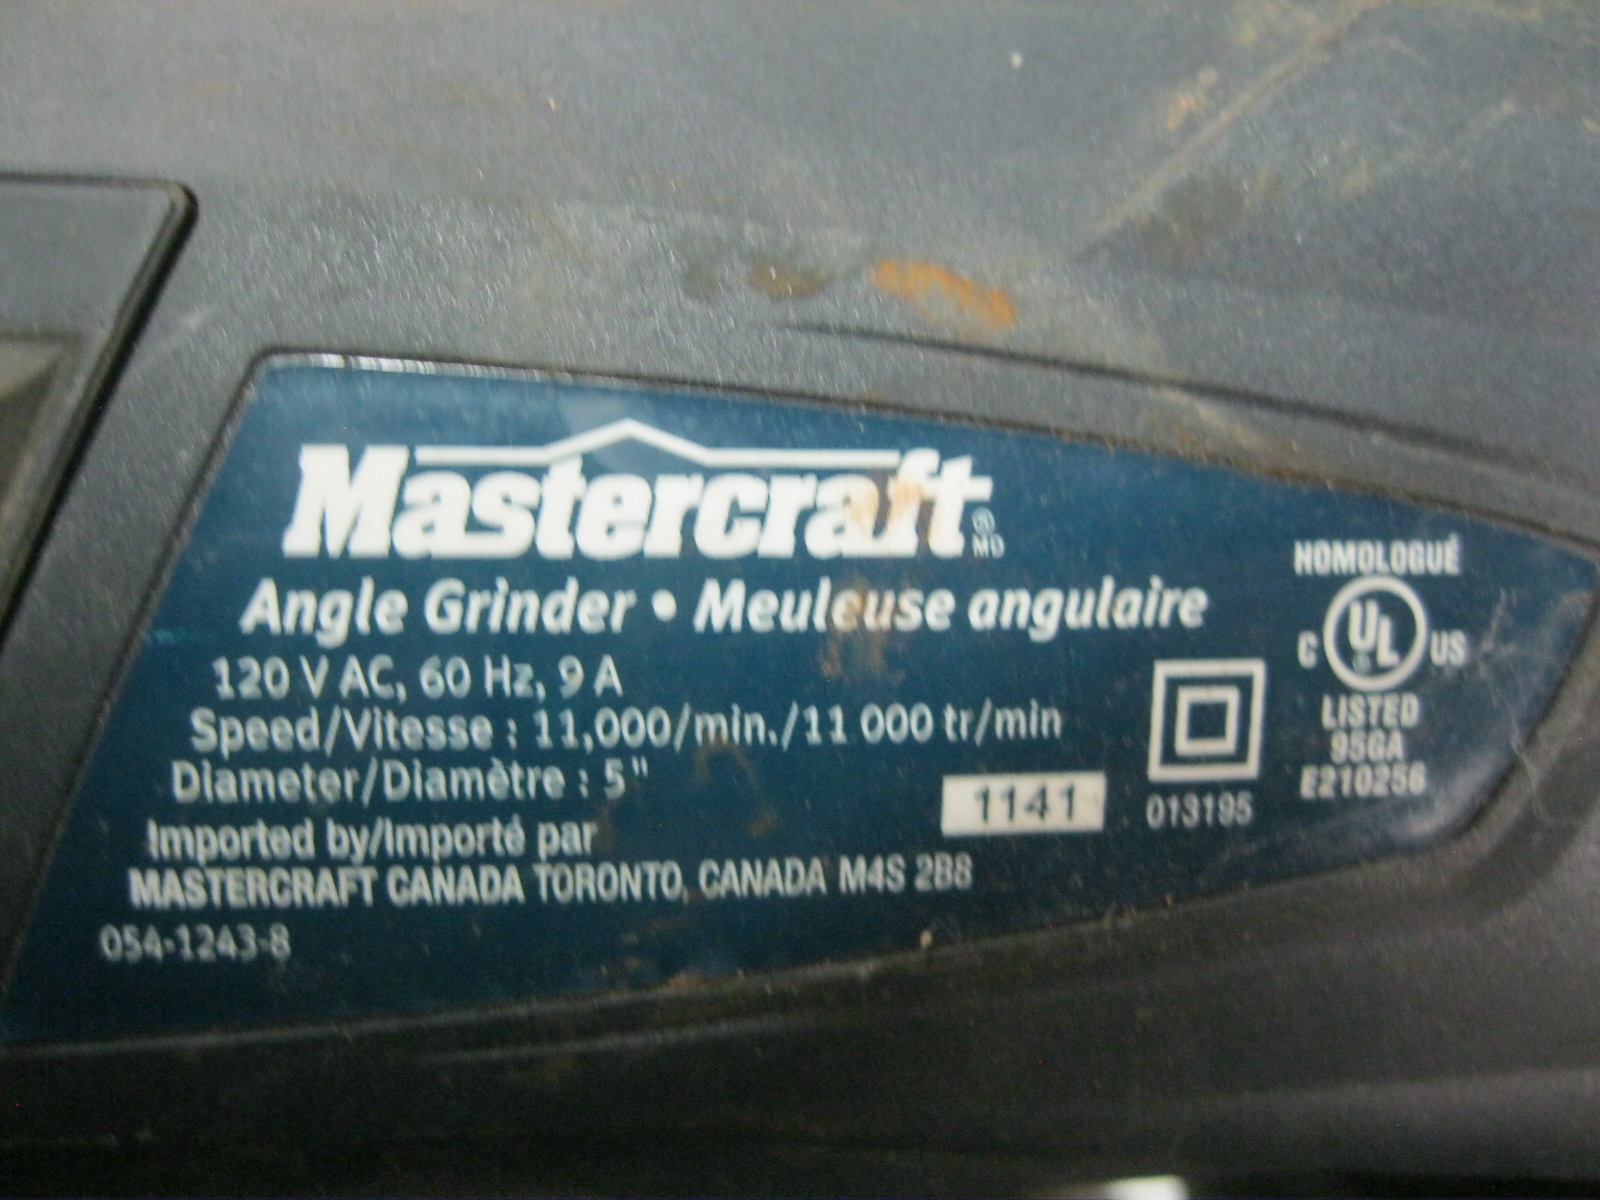 Mastercraft ® MD
Angle Grinder • Meuleuse angulaire
120 V AC, 60 Hz, 9 A
Speed/Vitesse : 11,000/min./11 000 tr/min
Diameter/Diamètre : 5"
Imported by/Importé par
MASTERCRAFT CANADA TORONTO, CANADA M4S 2B8
054-1243-8
1141
013195
HOMOLOGUÉ
C UL ® US
LISTED
95GA
E210256